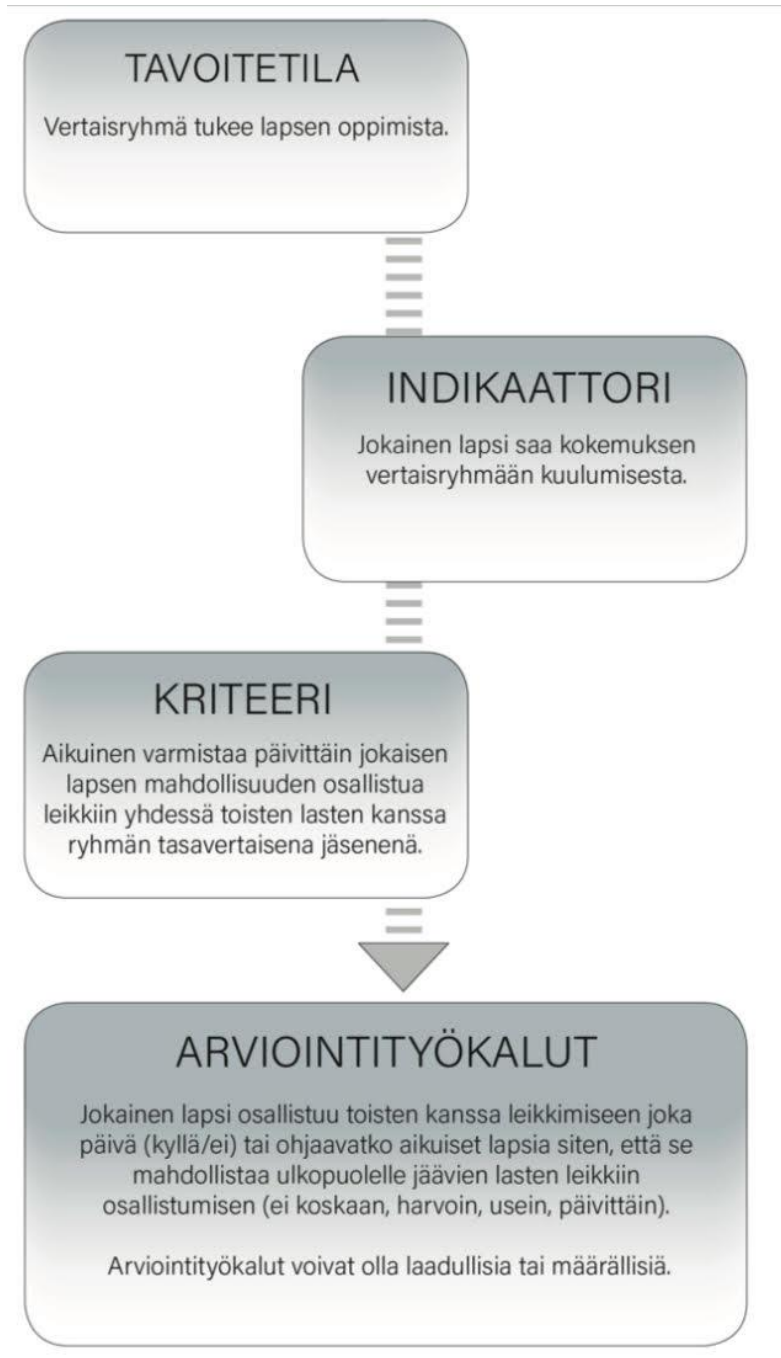 TAVOITETILA
Vertaisryhmä tukee lapsen oppimista.
INDIKAATTORI
Jokainen lapsi saa kokemuksen
vertaisryhmään kuulumisesta.
KRITEERI
Aikuinen varmistaa päivittäin jokaisen
lapsen mahdollisuuden osallistua
leikkiin yhdessä toisten lasten kanssa
ryhmän tasavertaisena jäsenenä.
ARVIOINTITYÖKALUT
Jokainen lapsi osallistuu toisten kanssa leikkimiseen joka
päivä (kyllä/ei) tai ohjaavatko aikuiset lapsia siten, että se
mahdollistaa ulkopuolelle jäävien lasten leikkiin
osallistumisen (ei koskaan, harvoin, usein, päivittäin).
Arviointityökalut voivat olla laadullisia tai määrällisiä.